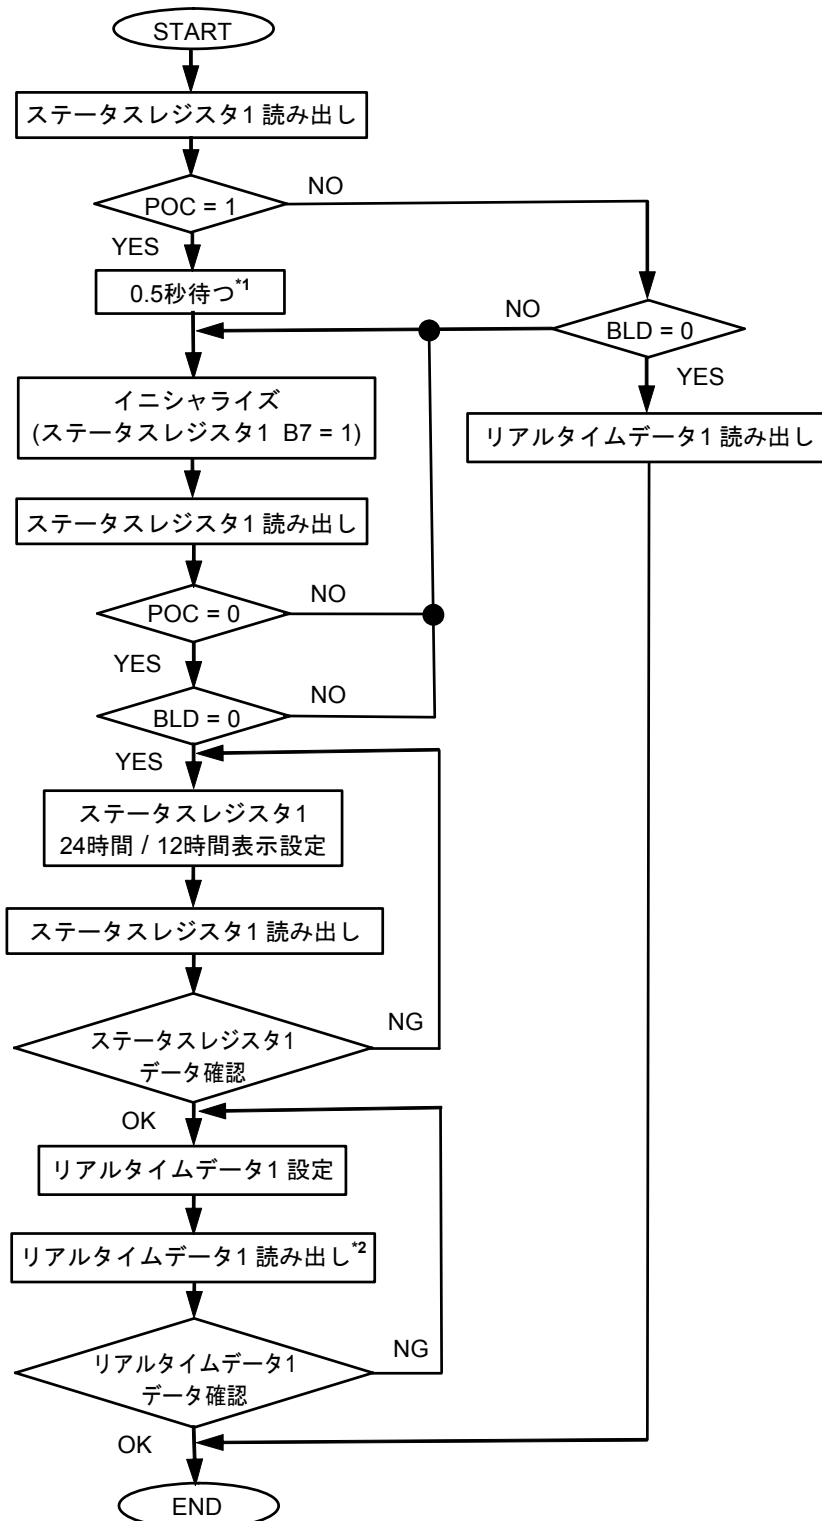 START
ステータスレジスタ1 読み出し
POC = 1
NO
YES
0.5秒待つ*1
NO
BLD = 0
YES
イニシャライズ
(ステータスレジスタ1 B7 = 1)
リアルタイムデータ1 読み出し
ステータスレジスタ1 読み出し
POC = 0
NO
YES
BLD = 0
NO
YES
ステータスレジスタ1
24時間 / 12時間表示設定
ステータスレジスタ1 読み出し
ステータスレジスタ1
データ確認
NG
OK
リアルタイムデータ1 設定
リアルタイムデータ1 読み出し*2
リアルタイムデータ1
データ確認
NG
OK
END